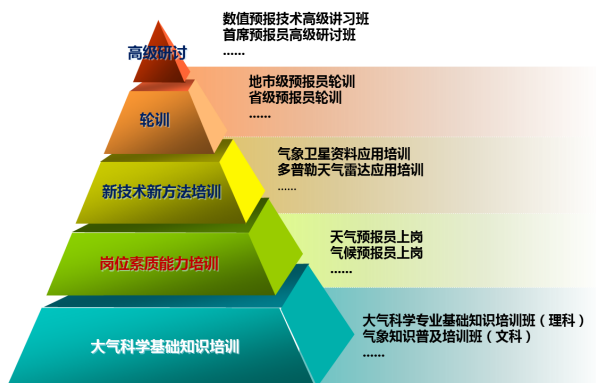 高级研讨
数值预报技术高级讲习班
首席预报员高级研讨班
......
轮训
地市级预报员轮训
省级预报员轮训
......
新技术新方法培训
气象卫星资料应用培训
多普勒天气雷达应用培训
......
岗位素质能力培训
天气预报员上岗
气候预报员上岗
......
大气科学基础知识培训
大气科学专业基础知识培训班（理科）
气象知识普及培训班（文科）
......